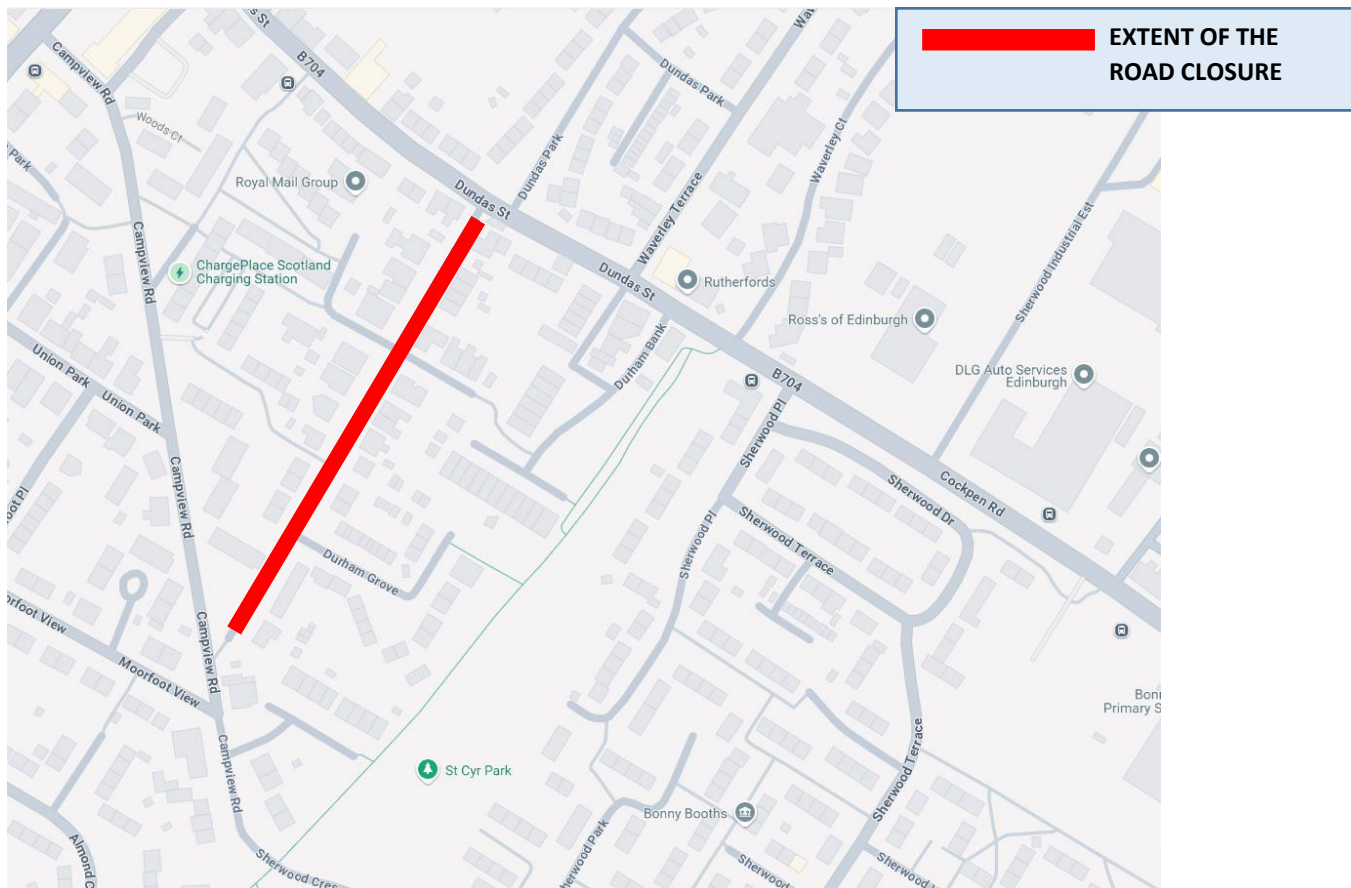 EXTENT OF THE
ROAD CLOSURE
Campview Rd
B704
Woods Ct
Dundas Park
Waverley Ct
Royal Mail Group
Dundas St
Dundas Park
Waverley Terrace
Campview Rd
ChargePlace Scotland
Charging Station
Dundas St
Rutherfords
Sherwood Industrial Est
Ross's of Edinburgh
Union Park
Union Park
Durham Bank
DLG Auto Services
Edinburgh
B704
Sherwood Pl
Campview Rd
Sherwood Dr
Cockpen Rd
Sherwood Pl
Sherwood Terrace
Durham Grove
Moorfoot View
Campview Rd
Primary S
Sherwood Terrace
Campview Rd
St Cyr Park
Bonny Booths
Sherwood